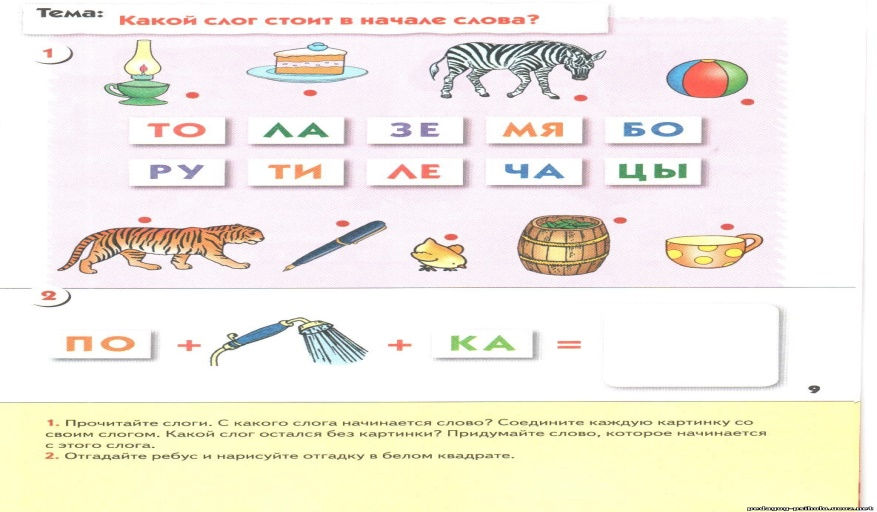 Тема: Какой слог стоит в начале слова?
1
ТО ЛА ЗЕ МЯ БО
РУ ТИ ЛЕ ЧА ЦЫ
2
ПО + + КА =
9
1. Прочитайте слоги. С какого слога начинается слово? Соедините каждую картинку со
своим слогом. Какой слог остался без картинки? Придумайте слово, которое начинается
с этого слога.
2. Отгадайте ребус и нарисуйте отгадку в белом квадрате.
pedagog-psiholo.ucoz.net